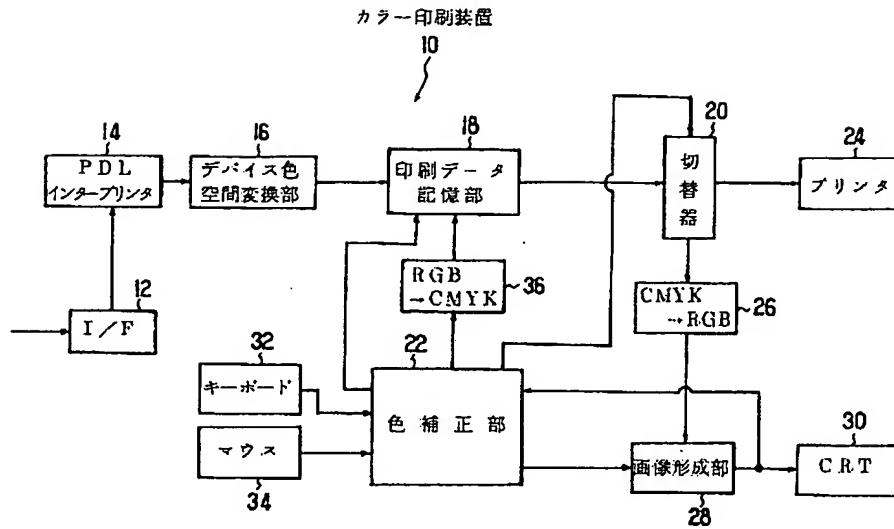 カラー印刷装置
10
14
PDL
インタープリンタ
16
デバイス色
空間変換部
18
印刷データ
記憶部
20
切替器
24
プリンタ
12
I/F
RGB
→CMYK
36
CMYK
→RGB
26
32
キーボード
22
色補正部
マウス
34
画像形成部
28
30
CRT